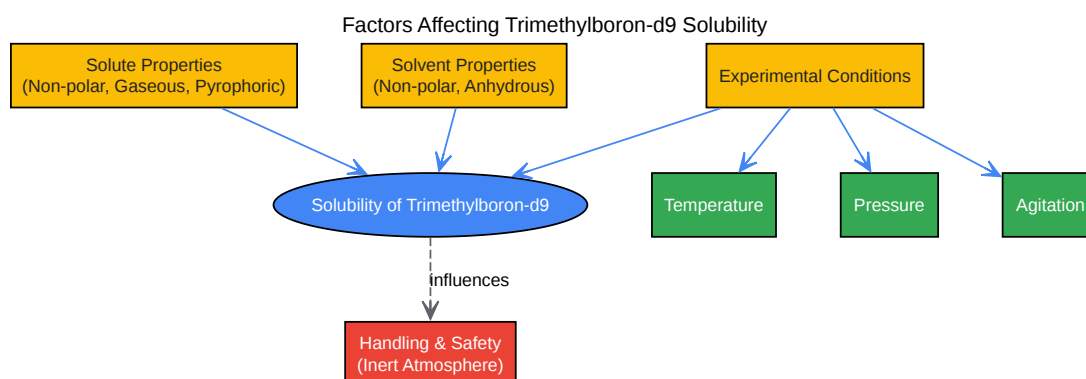 Factors Affecting Trimethylboron-d9 Solubility
Solute Properties
(Non-polar, Gaseous, Pyrophoric)
Solvent Properties
(Non-polar, Anhydrous)
Experimental Conditions
Solubility of Trimethylboron-d9
Temperature
Pressure
Agitation
influences
Handling & Safety
(Inert Atmosphere)